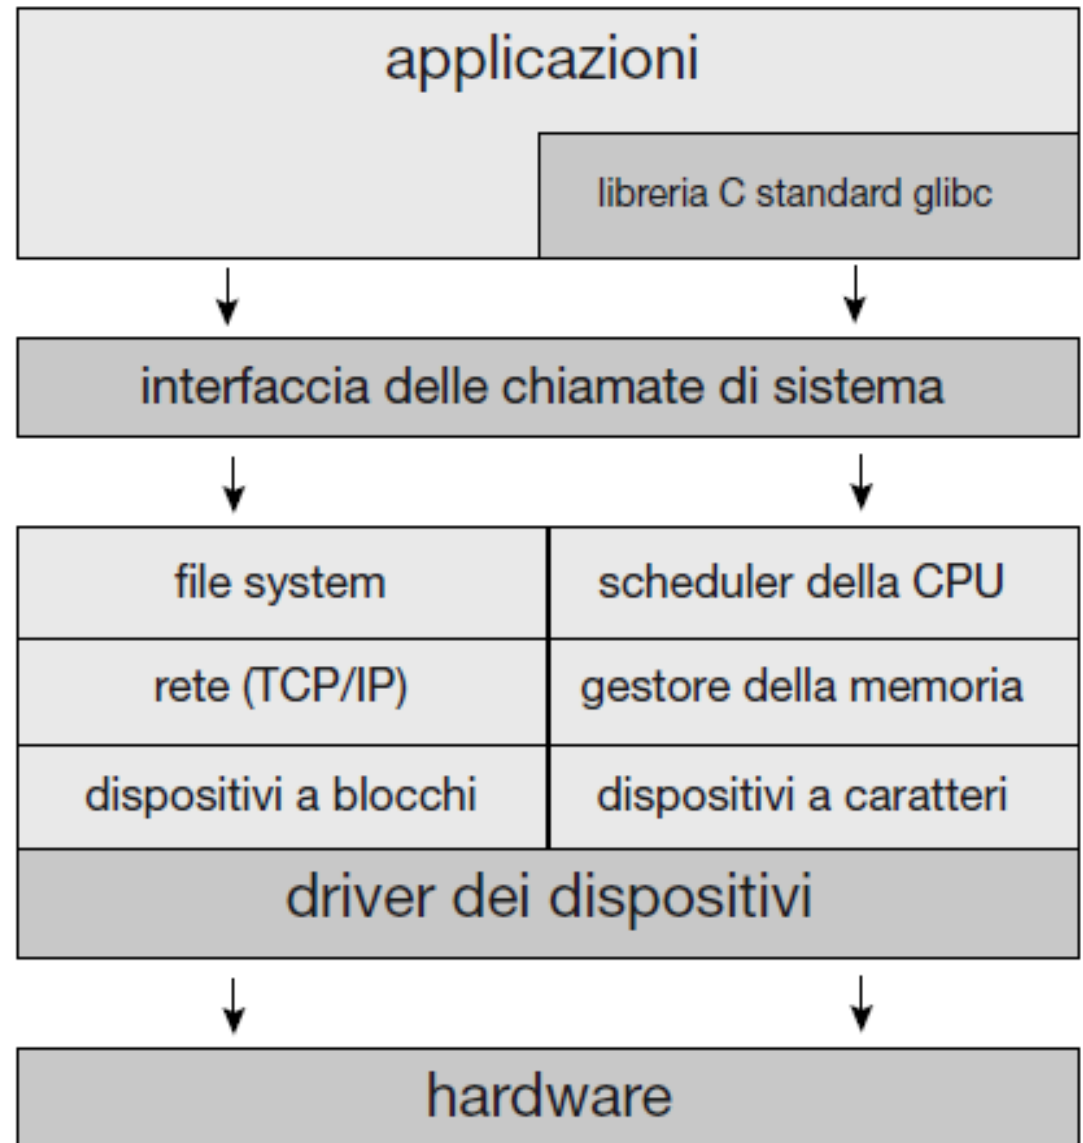 applicazioni
libreria C standard glibc
interfaccia delle chiamate di sistema
file system
scheduler della CPU
rete (TCP/IP)
gestore della memoria
dispositivi a blocchi
dispositivi a caratteri
driver dei dispositivi
hardware